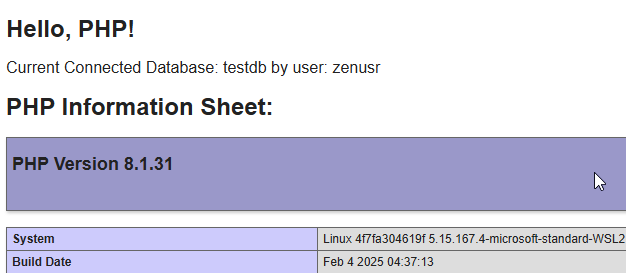 Hello, PHP!
Current Connected Database: testdb by user: zenusr
PHP Information Sheet:
PHP Version 8.1.31
System Linux 4f7fa304619f 5.15.167.4-microsoft-standard-WSL2
Build Date Feb 4 2025 04:37:13